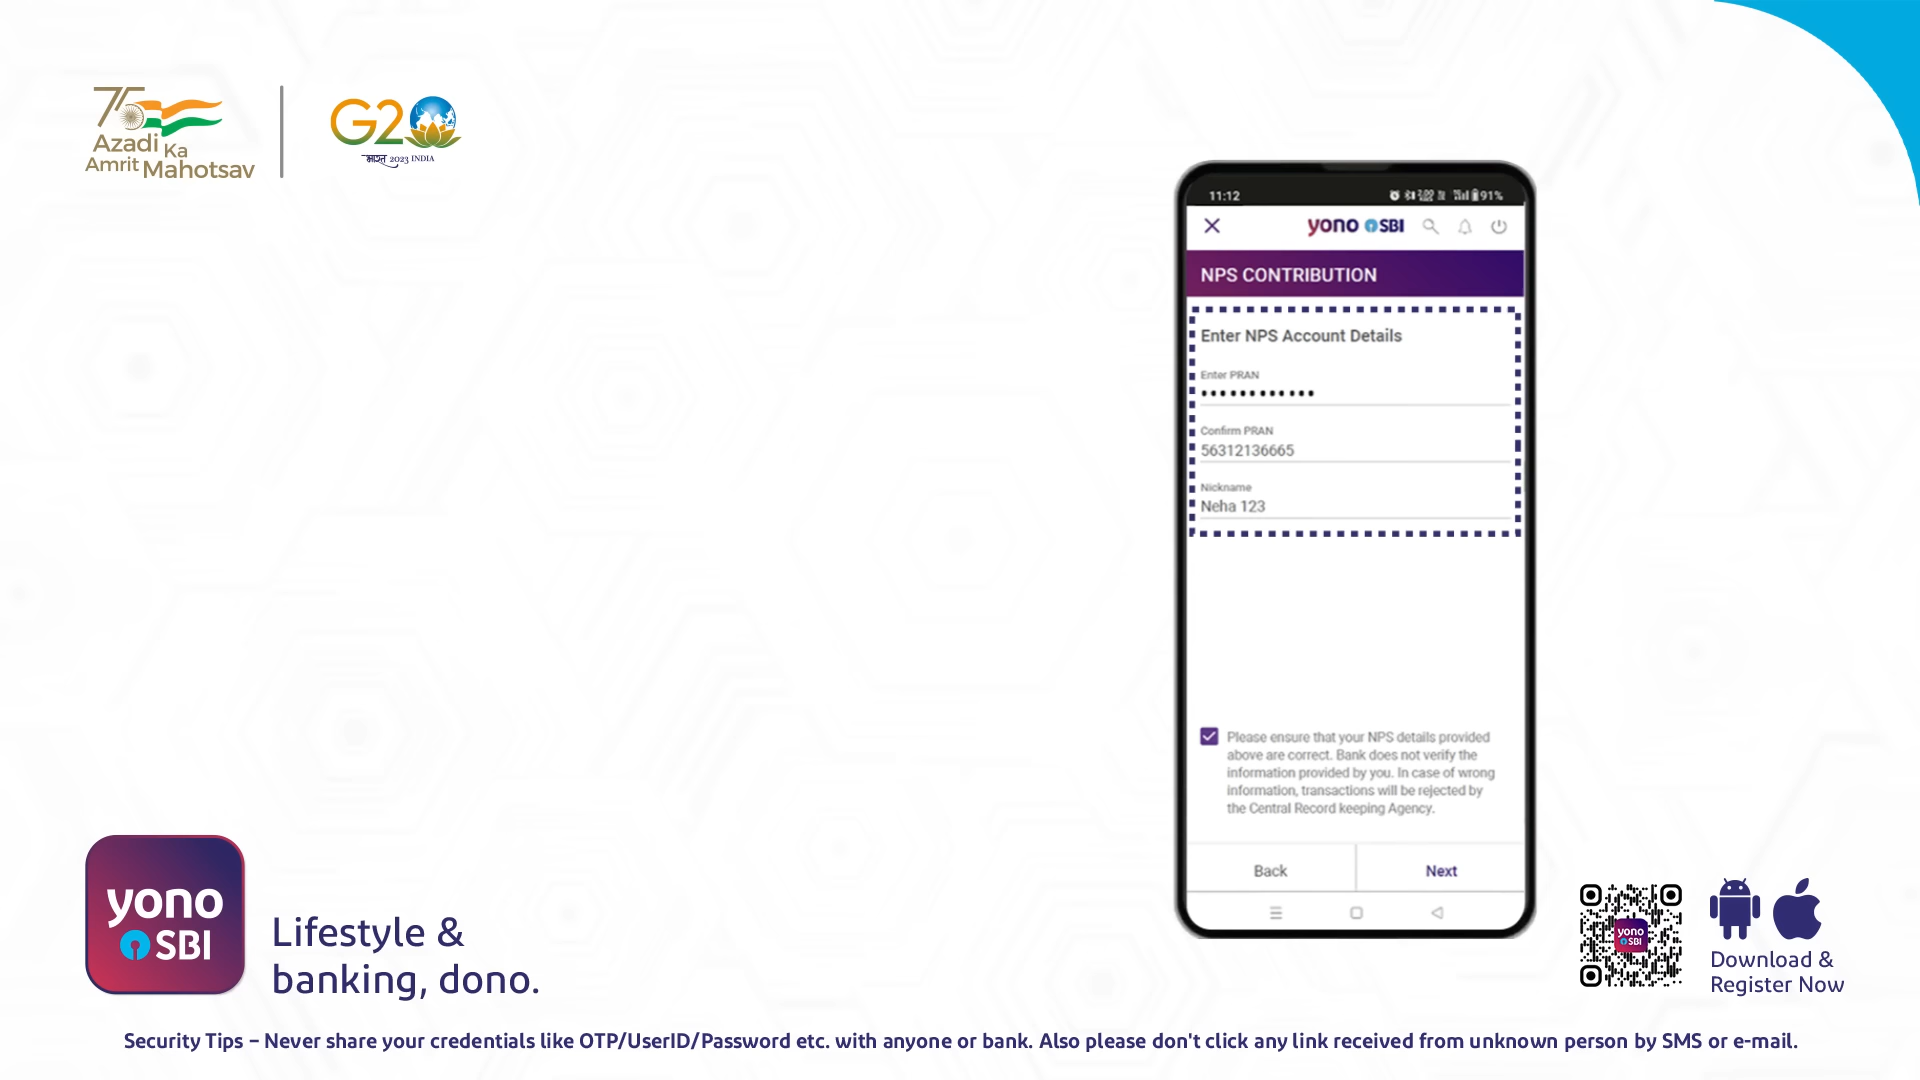 75
Azadi Ka
Amrit Mahotsav
G20
भारत 2023 INDIA
11:12
91%
yono SBI
NPS CONTRIBUTION
Enter NPS Account Details
Enter PRAN
••••••••••••
Confirm PRAN
56312136665
Nickname
Neha 123
Please ensure that your NPS details provided
above are correct. Bank does not verify the
information provided by you. In case of wrong
information, transactions will be rejected by
the Central Record keeping Agency.
Back Next
yono
SBI
Lifestyle &
banking, dono.
yono
SBI
Download &
Register Now
Security Tips – Never share your credentials like OTP/UserID/Password etc. with anyone or bank. Also please don't click any link received from unknown person by SMS or e-mail.